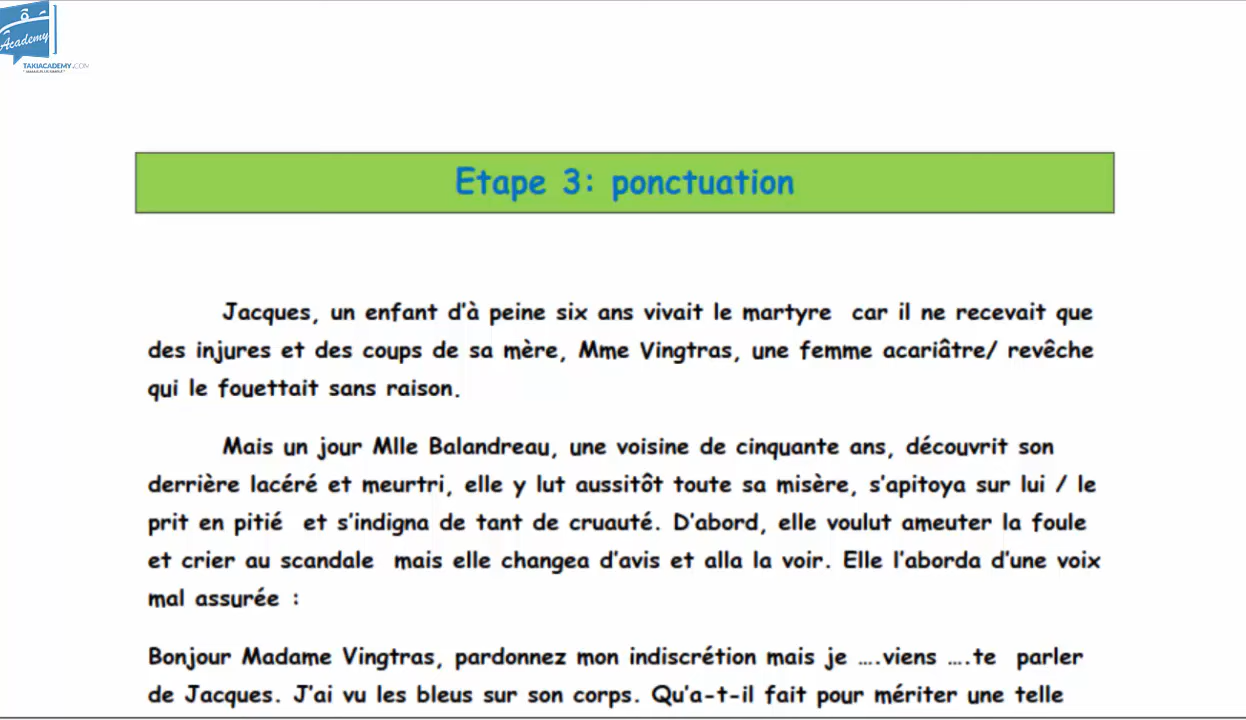 Academy
TAKIACADEMY.COM
Etape 3: ponctuation
Jacques, un enfant d'à peine six ans vivait le martyre car il ne recevait que
des injures et des coups de sa mère, Mme Vingtras, une femme acariâtre/ revêche
qui le fouettait sans raison.
Mais un jour Mlle Balandreau, une voisine de cinquante ans, découvrit son
derrière lacéré et meurtri, elle y lut aussitôt toute sa misère, s'apitoya sur lui / le
prit en pitié et s'indigna de tant de cruauté. D'abord, elle voulut ameuter la foule
et crier au scandale mais elle changea d'avis et alla la voir. Elle l'aborda d'une voix
mal assurée :
Bonjour Madame Vingtras, pardonnez mon indiscrétion mais je ….viens ….te parler
de Jacques. J'ai vu les bleus sur son corps. Qu'a-t-il fait pour mériter une telle